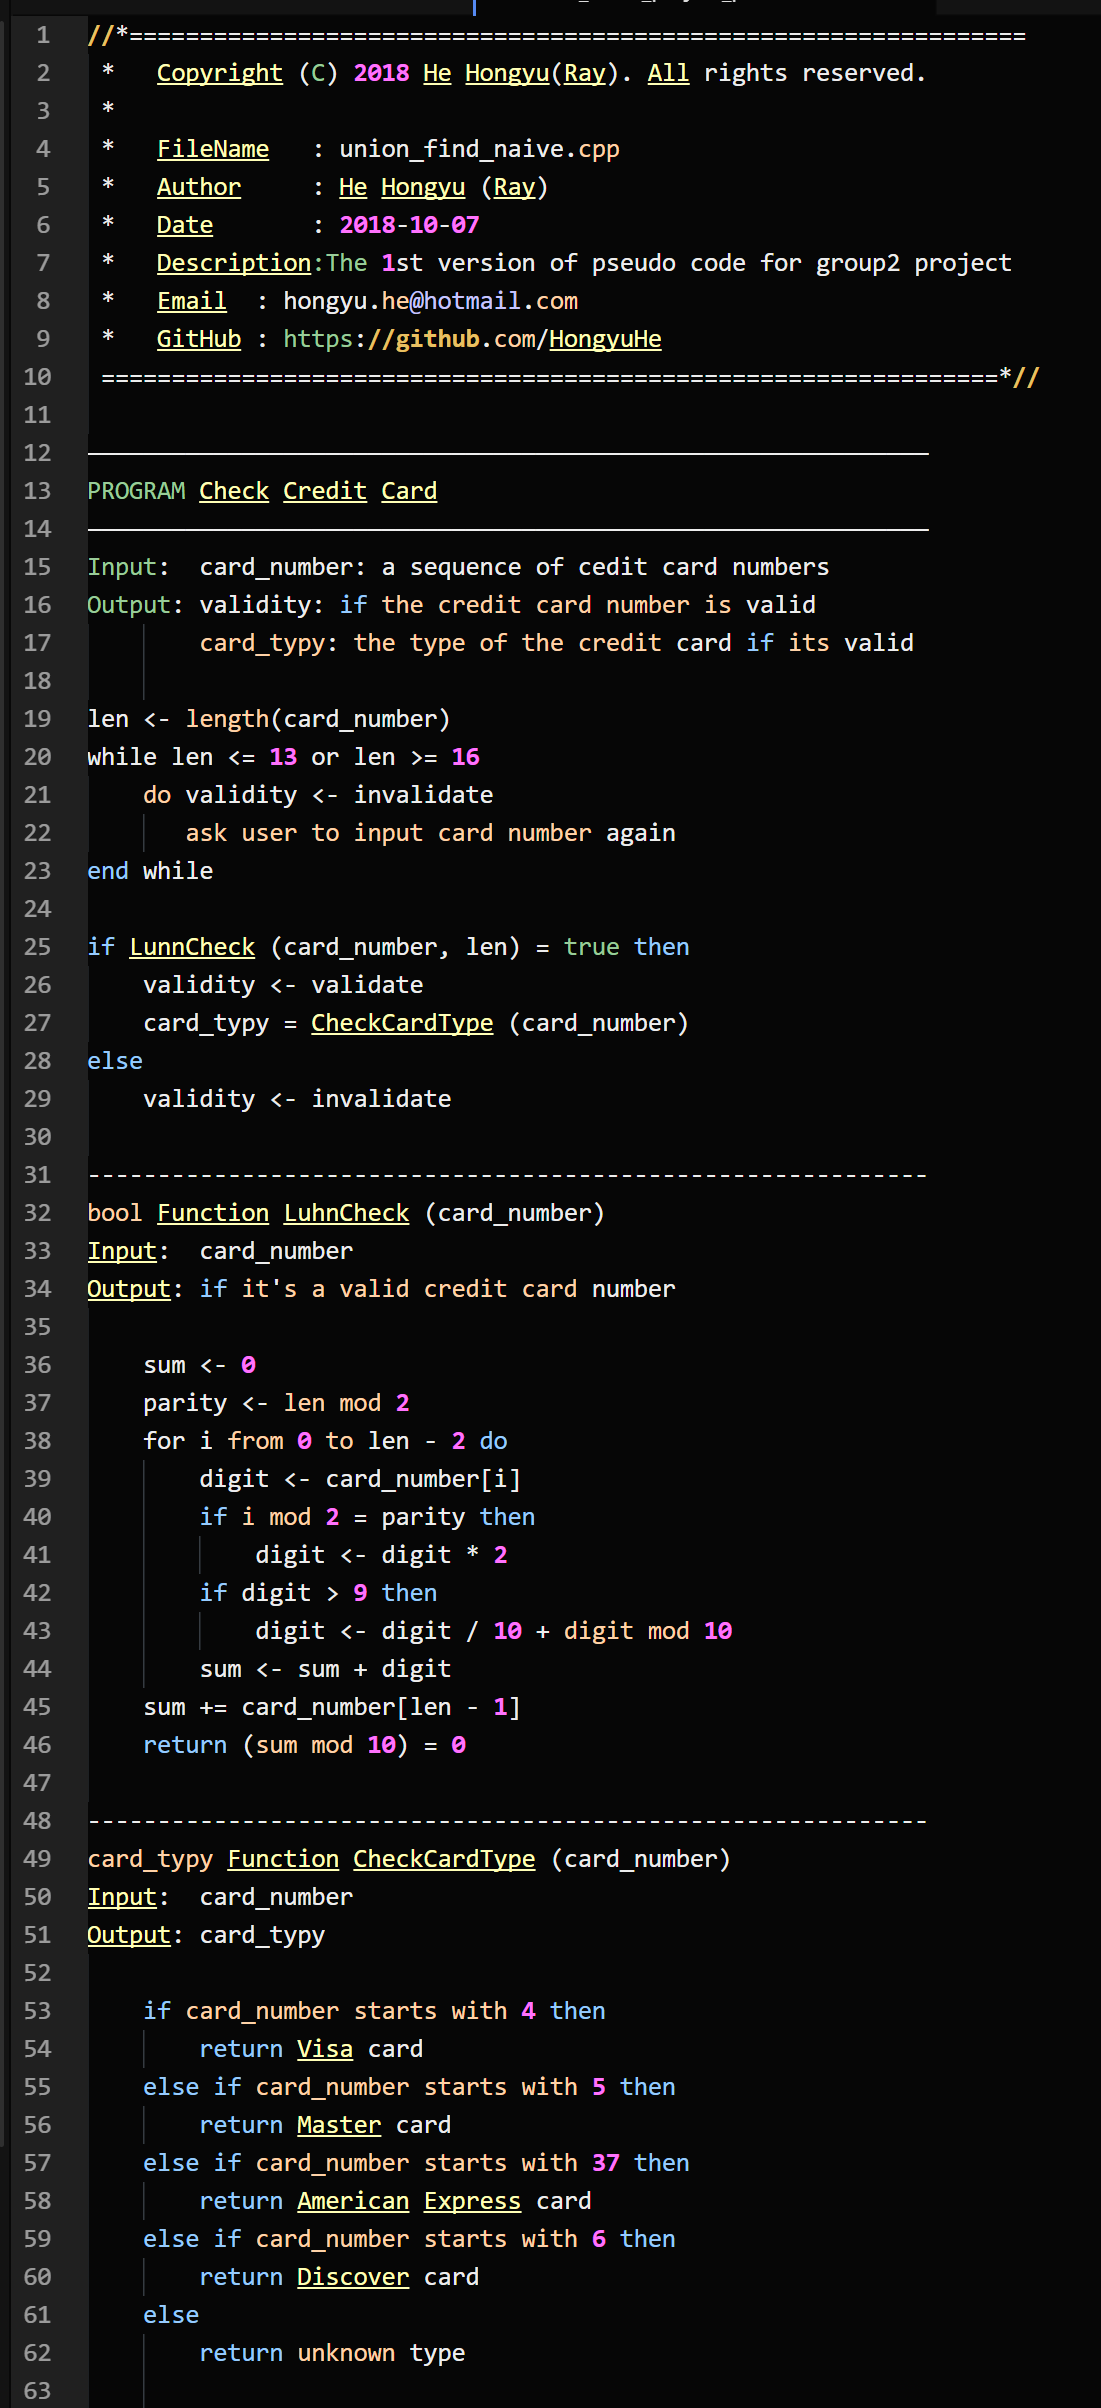 1 //*================================================================
2 *   Copyright (C) 2018 He Hongyu(Ray). All rights reserved.
3 *
4 *   FileName   : union_find_naive.cpp
5 *   Author     : He Hongyu (Ray)
6 *   Date       : 2018-10-07
7 *   Description:The 1st version of pseudo code for group2 project
8 *   Email  : hongyu.he@hotmail.com
9 *   GitHub : https://github.com/HongyuHe
10 ================================================================*//
11
12 ____________________________________________________________
13 PROGRAM Check Credit Card
14 ____________________________________________________________
15 Input:  card_number: a sequence of cedit card numbers
16 Output: validity: if the credit card number is valid
17         card_typy: the type of the credit card if its valid
18
19 len <- length(card_number)
20 while len <= 13 or len >= 16
21     do validity <- invalidate
22        ask user to input card number again
23 end while
24
25 if LunnCheck (card_number, len) = true then
26     validity <- validate
27     card_typy = CheckCardType (card_number)
28 else
29     validity <- invalidate
30
31 ------------------------------------------------------------
32 bool Function LuhnCheck (card_number)
33 Input:  card_number
34 Output: if it's a valid credit card number
35
36     sum <- 0
37     parity <- len mod 2
38     for i from 0 to len - 2 do
39         digit <- card_number[i]
40         if i mod 2 = parity then
41             digit <- digit * 2
42         if digit > 9 then
43             digit <- digit / 10 + digit mod 10
44         sum <- sum + digit
45     sum += card_number[len - 1]
46     return (sum mod 10) = 0
47
48 ------------------------------------------------------------
49 card_typy Function CheckCardType (card_number)
50 Input:  card_number
51 Output: card_typy
52
53     if card_number starts with 4 then
54         return Visa card
55     else if card_number starts with 5 then
56         return Master card
57     else if card_number starts with 37 then
58         return American Express card
59     else if card_number starts with 6 then
60         return Discover card
61     else
62         return unknown type
63